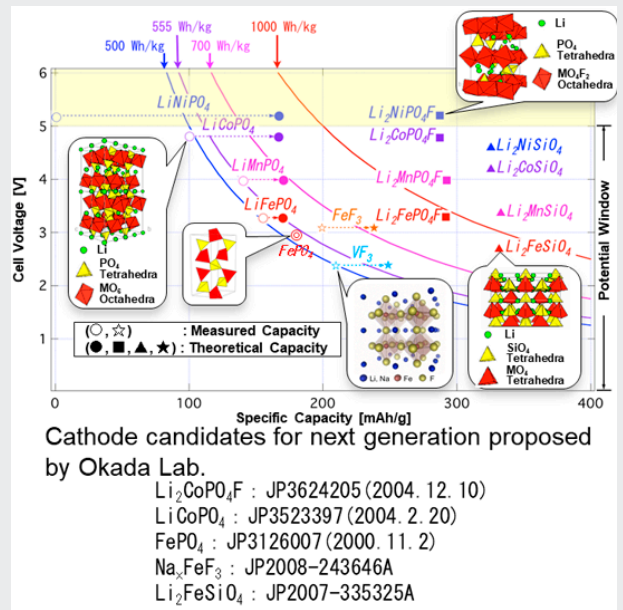 555 Wh/kg
1000 Wh/kg
500 Wh/kg
700 Wh/kg
Li
PO₄
Tetrahedra
MO₄F₂
Octahedra
6
5
4
3
2
1
0
Cell Voltage [V]
LiNiPO₄
LiCoPO₄
LiMnPO₄
LiFePO₄
FePO₄
FeF₃
VF₃
Li₂NiPO₄F
Li₂CoPO₄F
Li₂MnPO₄F
Li₂FePO₄F
Li₂NiSiO₄
Li₂CoSiO₄
Li₂MnSiO₄
Li₂FeSiO₄
Potential Window
Li
PO₄
Tetrahedra
MO₆
Octahedra
(○, ☆) : Measured Capacity
(●, ■, ▲, ★) : Theoretical Capacity
Li, Na Fe F
Li
SiO₄
Tetrahedra
MO₄
Tetrahedra
0 100 200 300 400
Specific Capacity [mAh/g]
Cathode candidates for next generation proposed
by Okada Lab.
Li₂CoPO₄F : JP3624205(2004.12.10)
LiCoPO₄ : JP3523397(2004.2.20)
FePO₄ : JP3126007(2000.11.2)
NaₓFeF₃ : JP2008-243646A
Li₂FeSiO₄ : JP2007-335325A